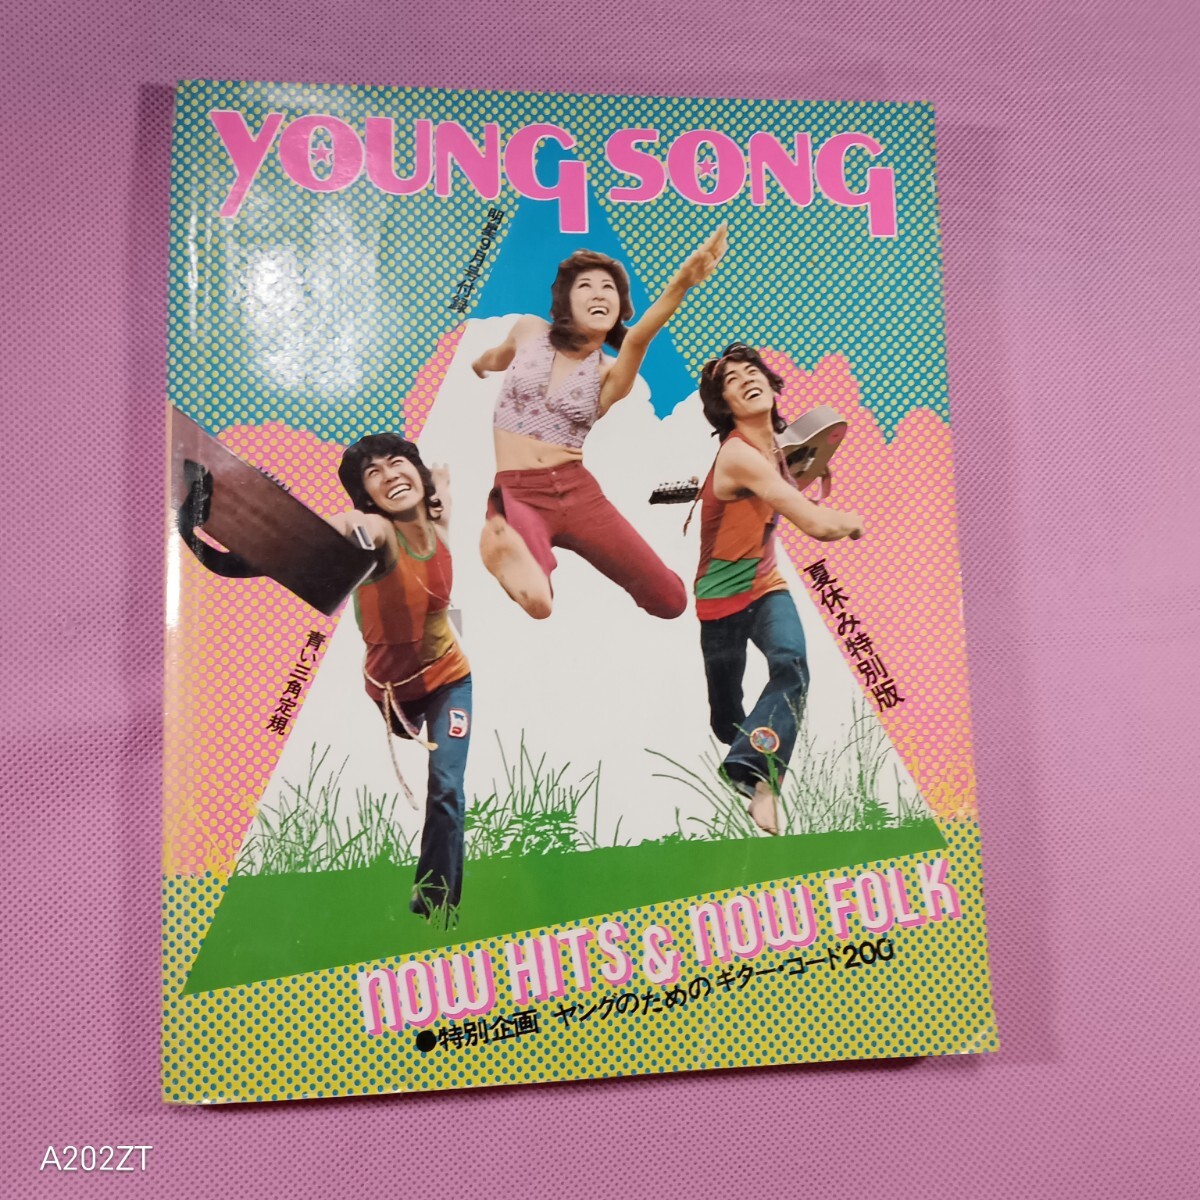 YOUNG SONG
明星9月号付録
青い三角定規
夏休み特別版
NOW HITS & NOW FOLK
●特別企画 ヤングのためのギター・コード200
A202ZT